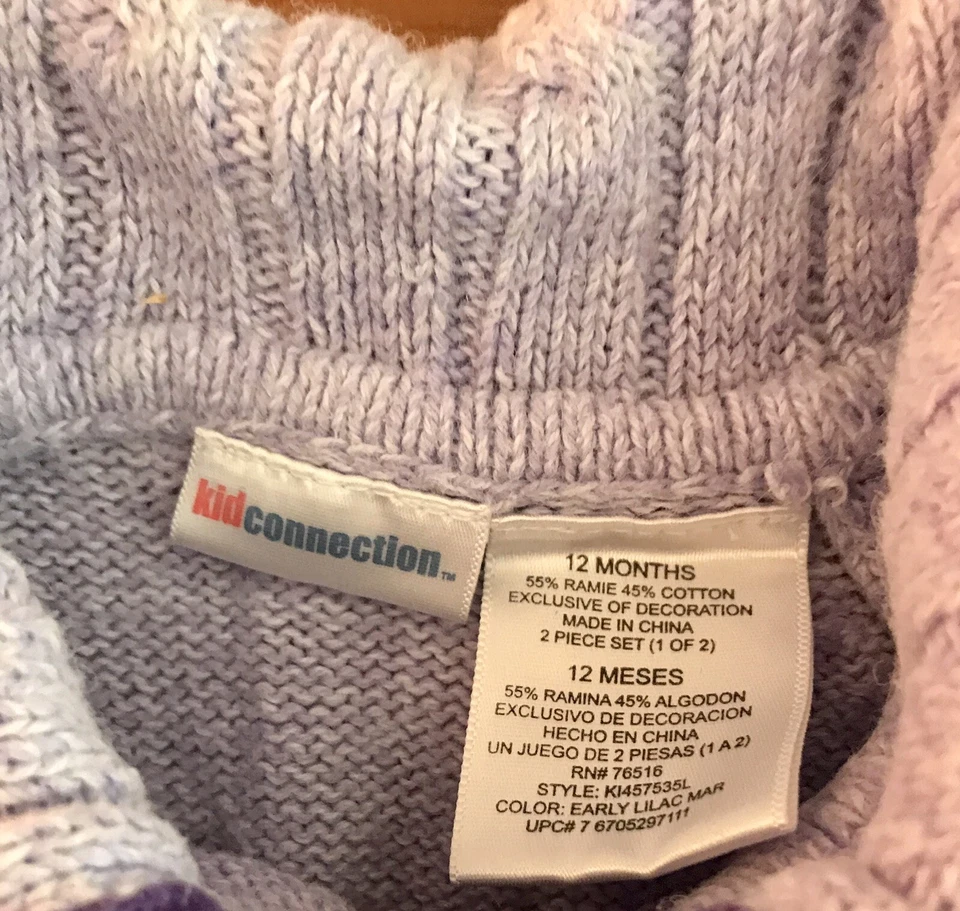 kidconnection™
12 MONTHS
55% RAMIE 45% COTTON
EXCLUSIVE OF DECORATION
MADE IN CHINA
2 PIECE SET (1 OF 2)
12 MESES
55% RAMINA 45% ALGODON
EXCLUSIVO DE DECORACION
HECHO EN CHINA
UN JUEGO DE 2 PIESAS (1 A 2)
RN# 76516
STYLE: KI457535L
COLOR: EARLY LILAC MAR
UPC# 7 6705297111